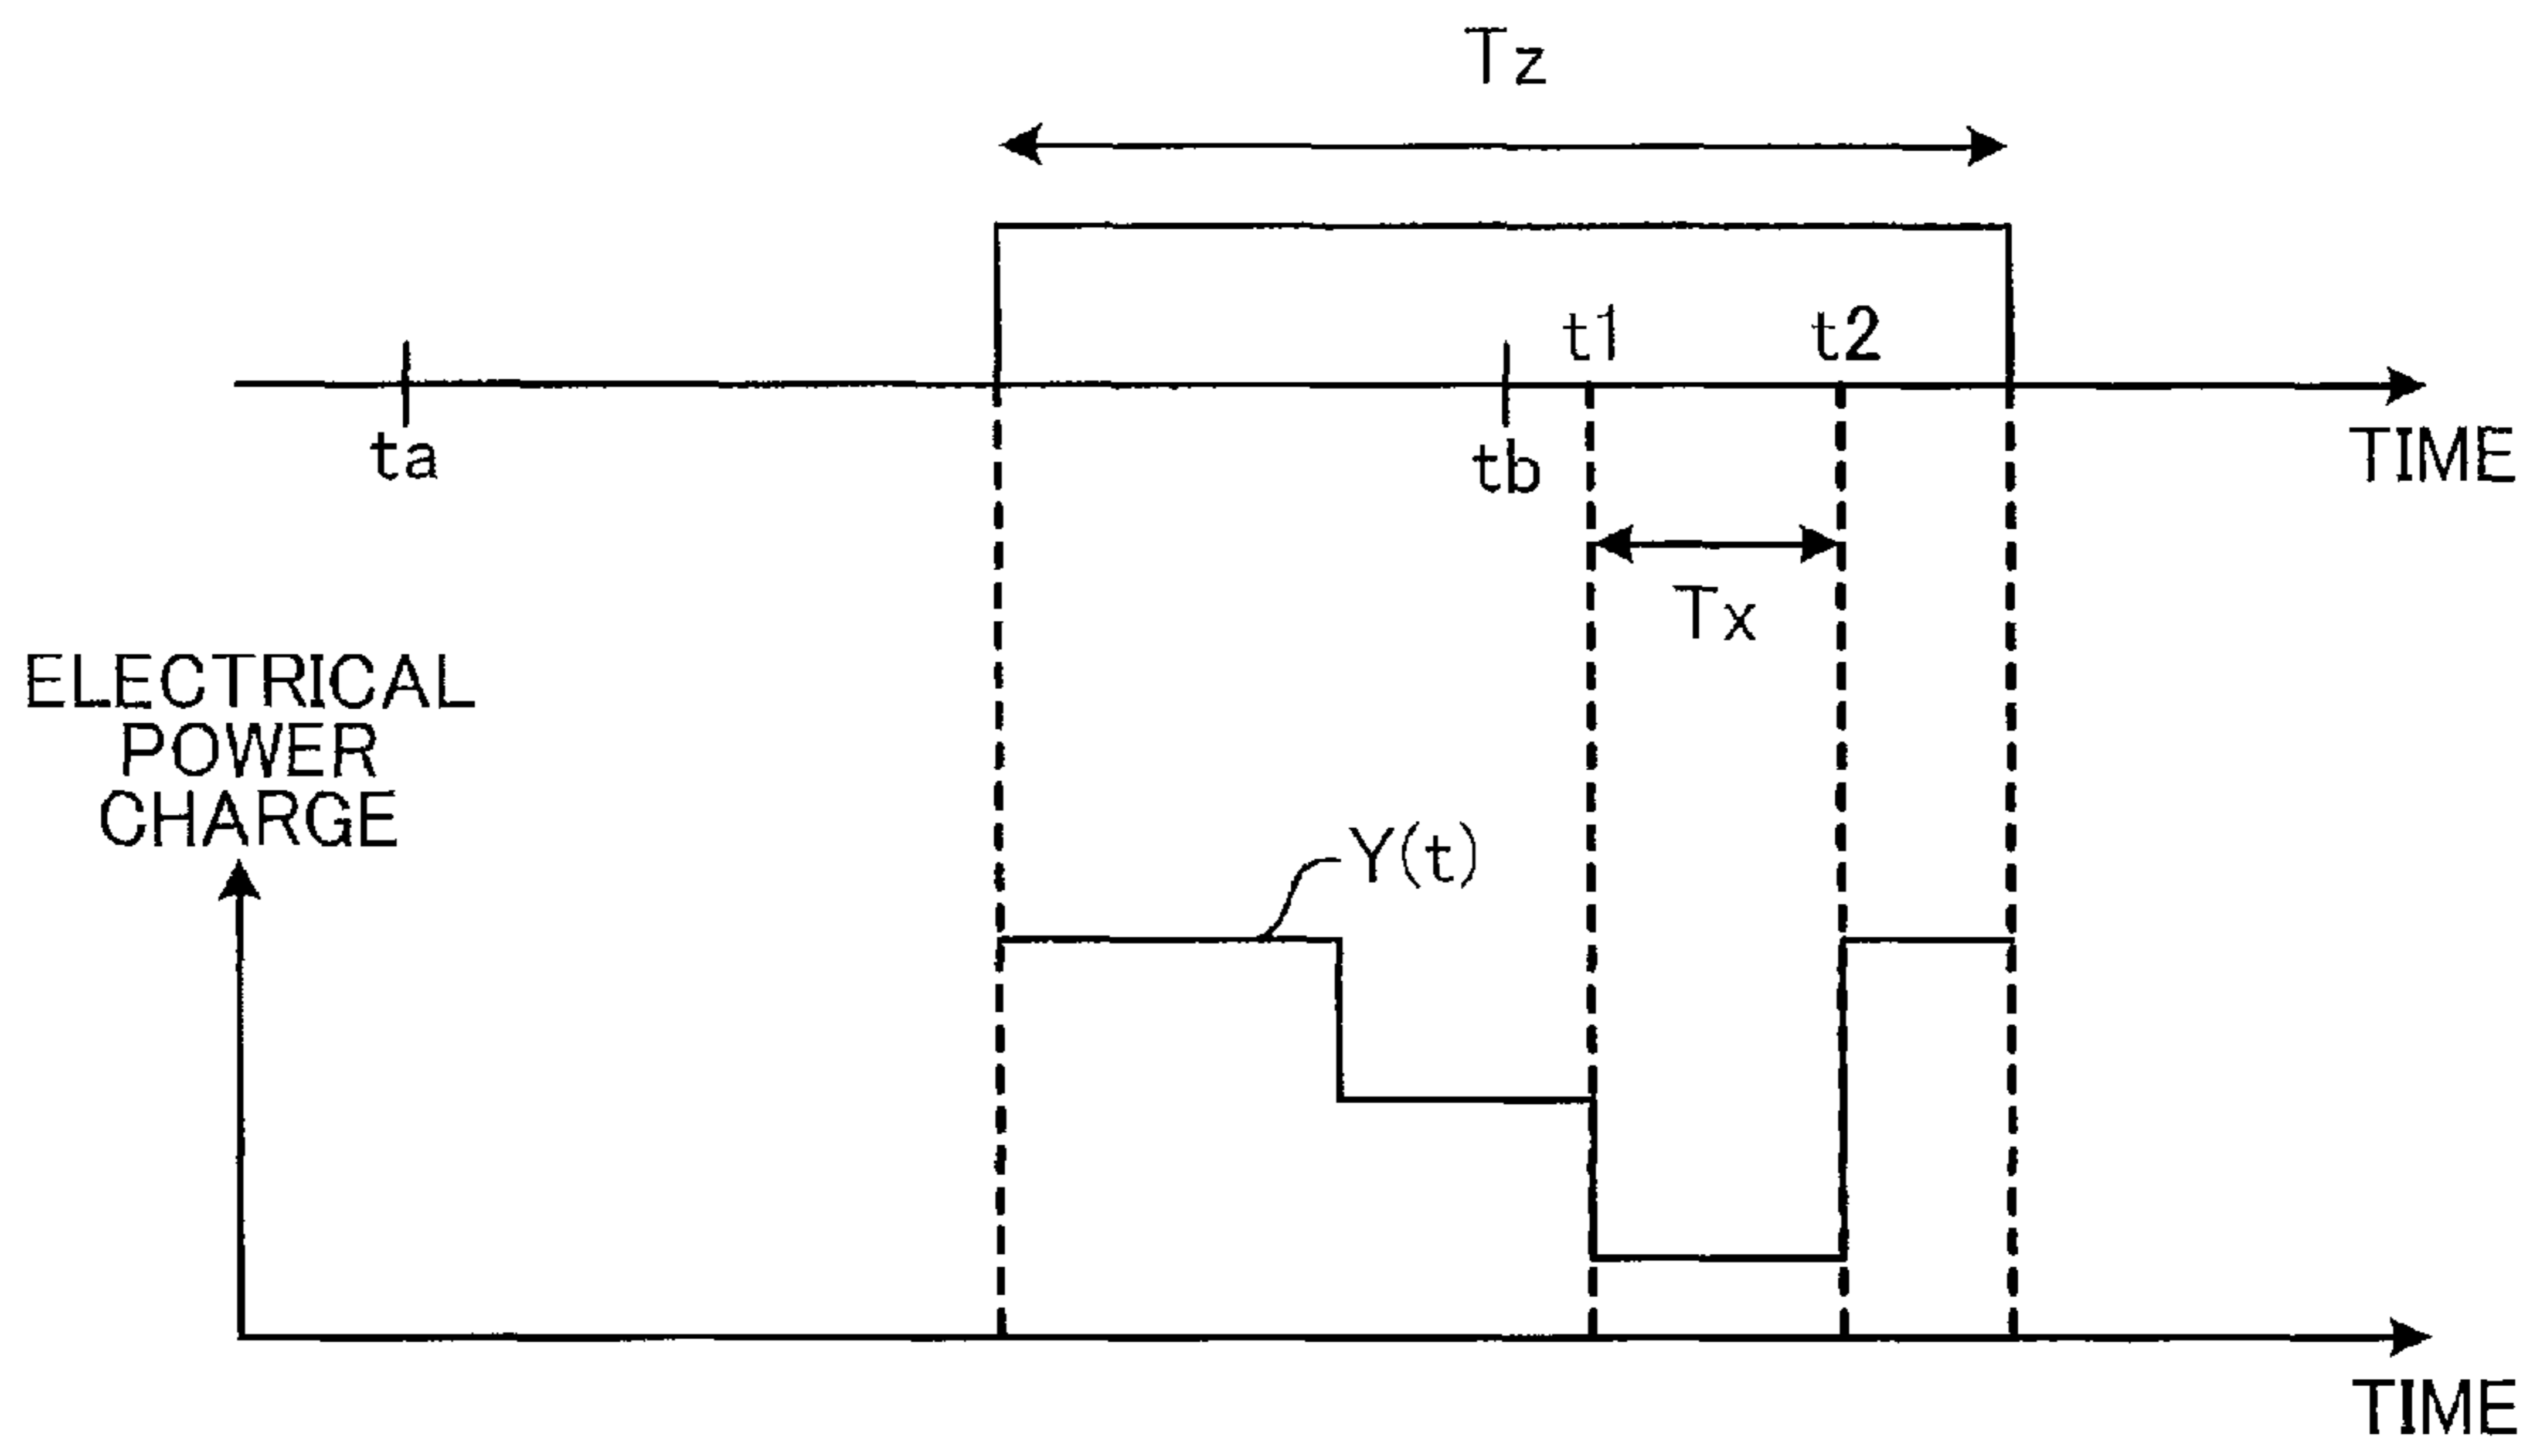 Tz
t1
t2
ta
tb
TIME
Tx
ELECTRICAL
POWER
CHARGE
Y(t)
TIME